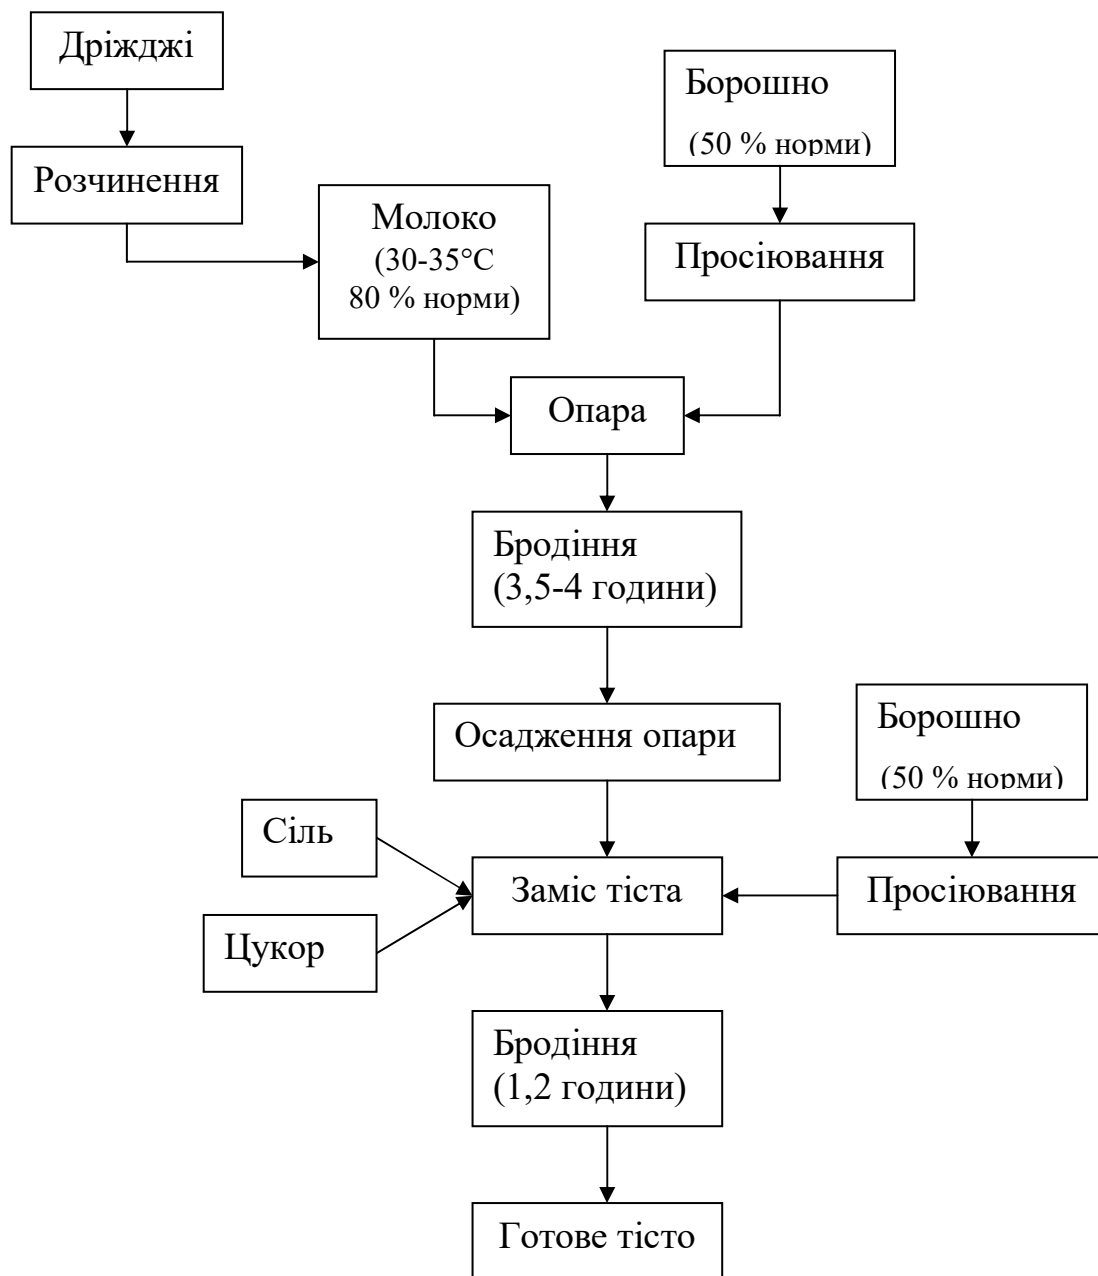 Дріжджі
Борошно
(50 % норми)
Розчинення
Молоко
(30-35°С
80 % норми)
Просіювання
Опара
Бродіння
(3,5-4 години)
Осадження опари
Борошно
(50 % норми)
Сіль
Заміс тіста
Просіювання
Цукор
Бродіння
(1,2 години)
Готове тісто